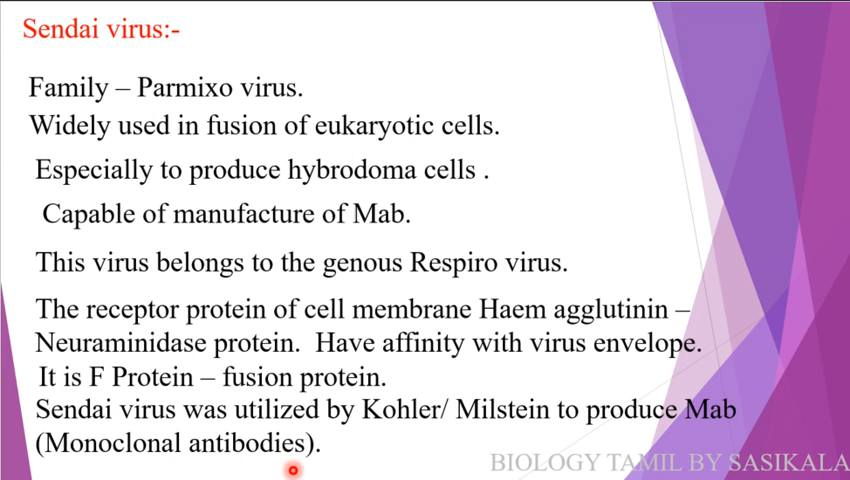 Sendai virus:-
Family – Parmixo virus.
Widely used in fusion of eukaryotic cells.
Especially to produce hybrodoma cells .
Capable of manufacture of Mab.
This virus belongs to the genous Respiro virus.
The receptor protein of cell membrane Haem agglutinin –
Neuraminidase protein.  Have affinity with virus envelope.
It is F Protein – fusion protein.
Sendai virus was utilized by Kohler/ Milstein to produce Mab
(Monoclonal antibodies).
BIOLOGY TAMIL BY SASIKALA